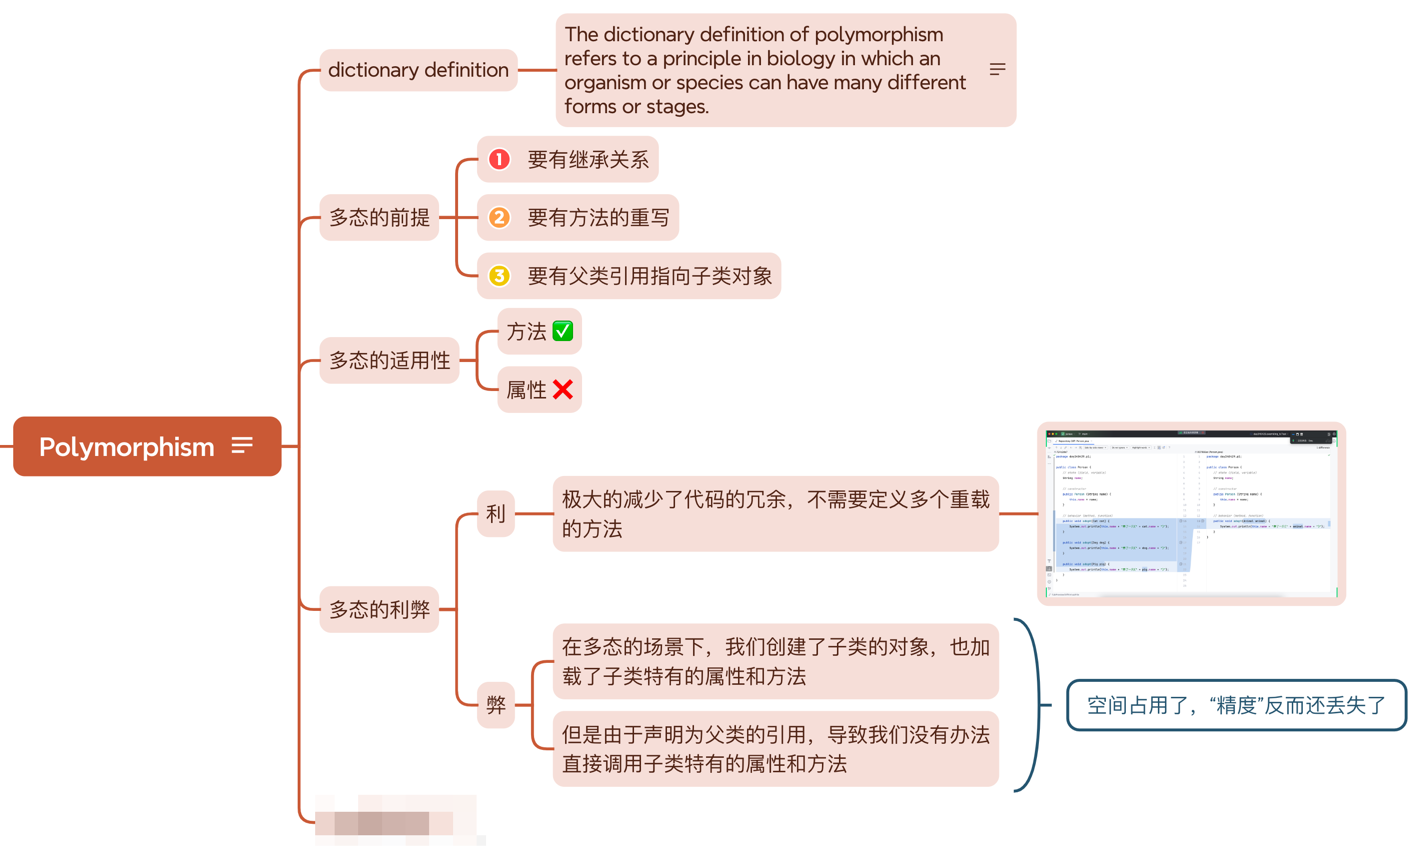 Polymorphism
dictionary definition
The dictionary definition of polymorphism
refers to a principle in biology in which an
organism or species can have many different
forms or stages.
多态的前提
1 要有继承关系
2 要有方法的重写
3 要有父类引用指向子类对象
多态的适用性
方法
属性
多态的利弊
利
极大的减少了代码的冗余，不需要定义多个重载
的方法
弊
在多态的场景下，我们创建了子类的对象，也加
载了子类特有的属性和方法
但是由于声明为父类的引用，导致我们没有办法
直接调用子类特有的属性和方法
空间占用了，“精度”反而还丢失了